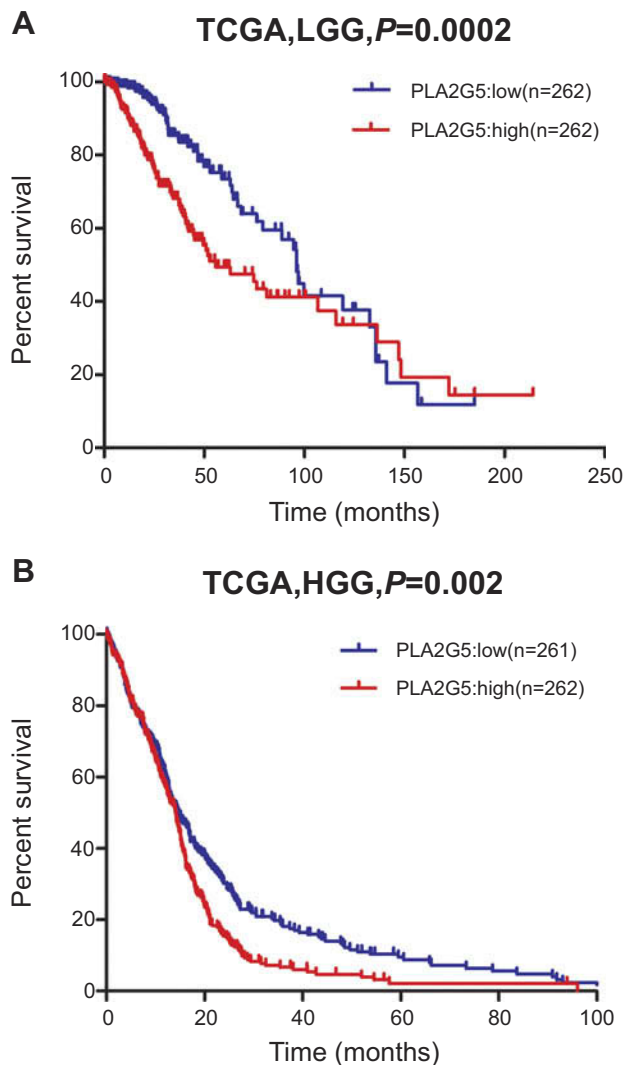 A
TCGA,LGG,P=0.0002
PLA2G5:low(n=262)
PLA2G5:high(n=262)
Percent survival
100
80
60
40
20
0
0 50 100 150 200 250
Time (months)
B
TCGA,HGG,P=0.002
PLA2G5:low(n=261)
PLA2G5:high(n=262)
Percent survival
100
80
60
40
20
0
0 20 40 60 80 100
Time (months)